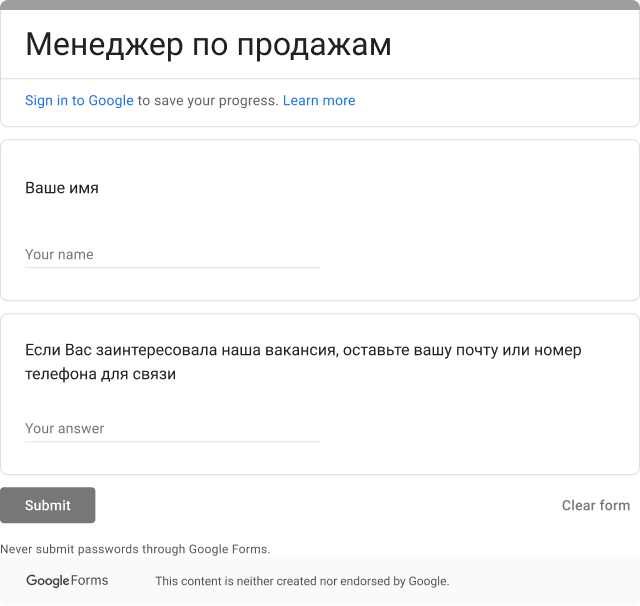 Менеджер по продажам
Sign in to Google to save your progress. Learn more
Ваше имя
Your name
Если Вас заинтересовала наша вакансия, оставьте вашу почту или номер
телефона для связи
Your answer
Submit
Clear form
Never submit passwords through Google Forms.
Google Forms
This content is neither created nor endorsed by Google.